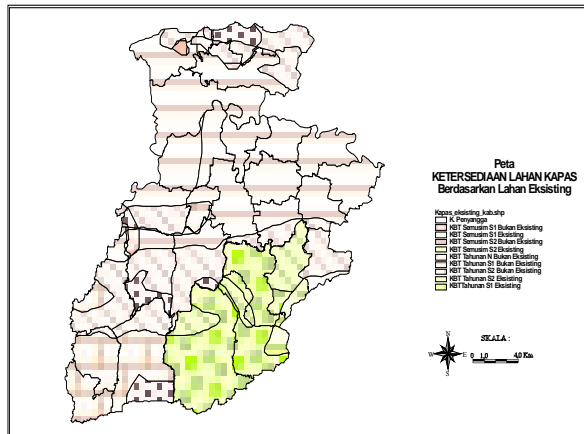 Peta
KETERSEDIAAN LAHAN KAPAS
Berdasarkan Lahan Eksisting
Kapas_eksisting_kab.shp
K. Penyangga
KBT Semusim S1 Bukan Eksisting
KBT Semusim S1 Eksisting
KBT Semusim S2 Bukan Eksisting
KBT Semusim S2 Eksisting
KBT Tahunan N Bukan Eksisting
KBT Tahunan S1 Bukan Eksisting
KBT Tahunan S2 Bukan Eksisting
KBT Tahunan S2 Eksisting
KBT Tahunan S1 Eksisting
SKALA :
N
W E
S
0 1,0 4,0 Km